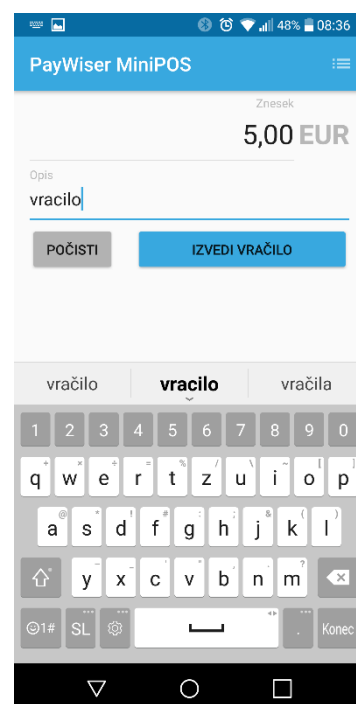 48% 08:36
PayWiser MiniPOS
Znesek
5,00 EUR
Opis
vracilo
POČISTI IZVEDI VRAČILO
vračilo vracilo vračila
1 2 3 4 5 6 7 8 9 0
+ × ÷ = % / \ ~ [ ]
q w e r t z u i o p
@ * ! # : ; & ( )
a s d f g h j k l
° - _ ¯ ˇ ' " , ?
y x c v b n m
☺1# SL . Konec